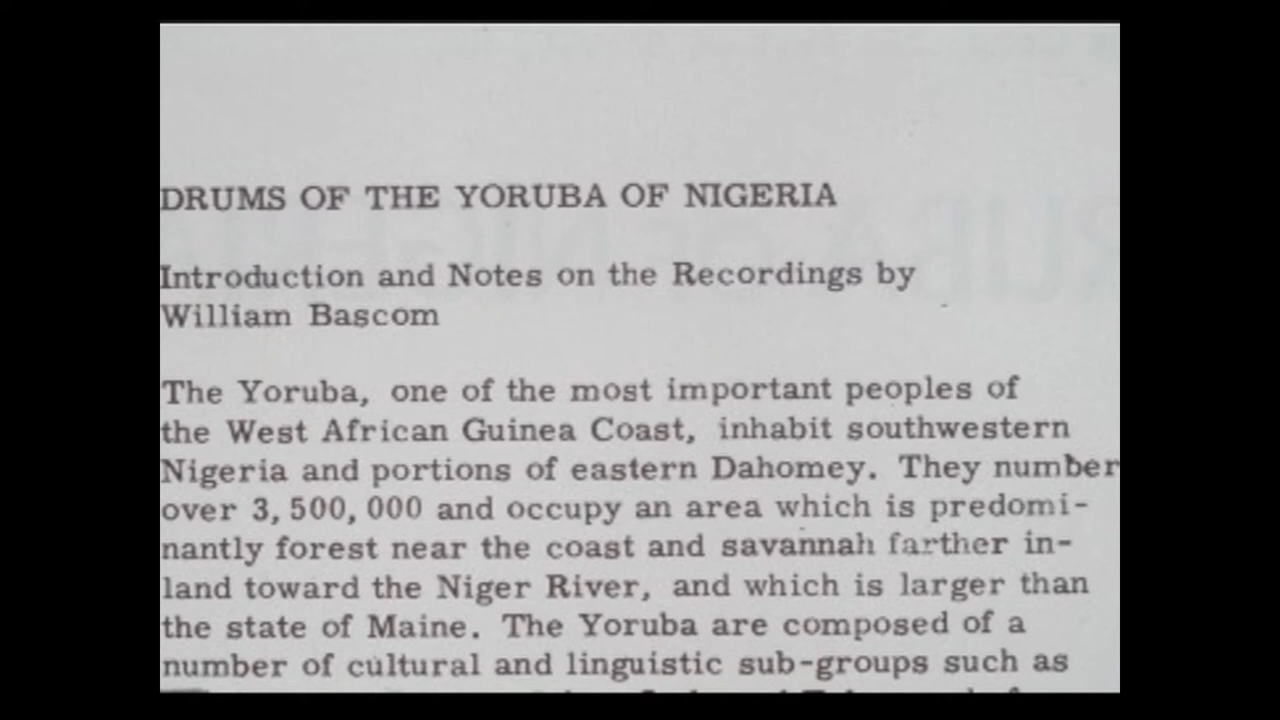 DRUMS OF THE YORUBA OF NIGERIA
Introduction and Notes on the Recordings by
William Bascom
The Yoruba, one of the most important peoples of
the West African Guinea Coast, inhabit southwestern
Nigeria and portions of eastern Dahomey. They number
over 3,500,000 and occupy an area which is predomi-
nantly forest near the coast and savannah farther in-
land toward the Niger River, and which is larger than
the state of Maine. The Yoruba are composed of a
number of cultural and linguistic sub-groups such as